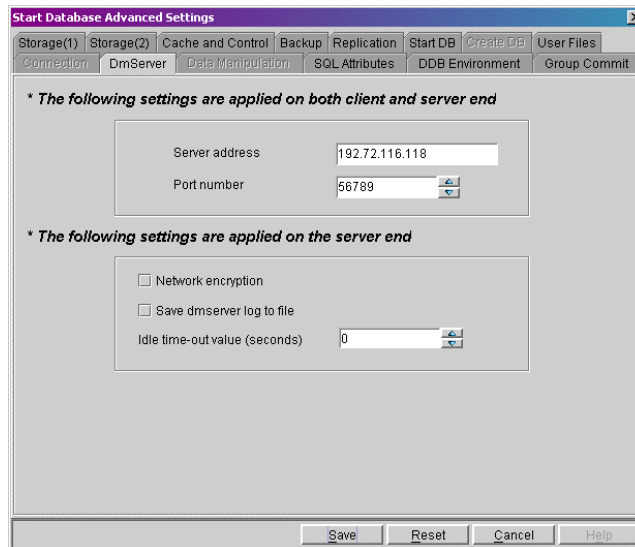 Start Database Advanced Settings
Storage(1) Storage(2) Cache and Control Backup Replication Start DB Create DB User Files
Connection DmServer Data Manipulation SQL Attributes DDB Environment Group Commit
* The following settings are applied on both client and server end
Server address 192.72.116.118
Port number 56789
* The following settings are applied on the server end
Network encryption
Save dmserver log to file
Idle time-out value (seconds) 0
Save Reset Cancel Help